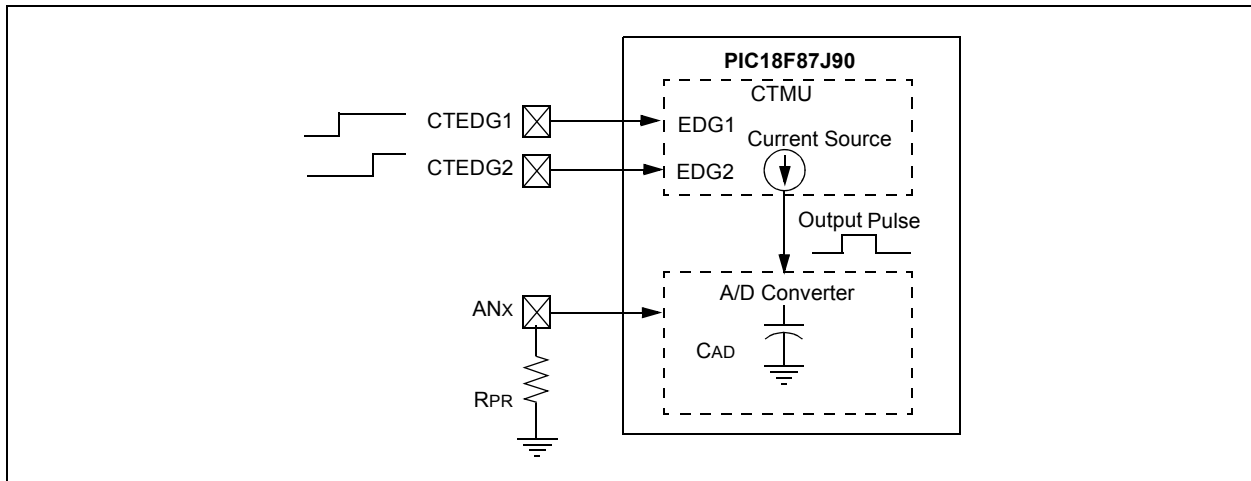 PIC18F87J90
CTMU
CTEDG1
EDG1
Current Source
CTEDG2
EDG2
Output Pulse
A/D Converter
ANX
CAD
RPR